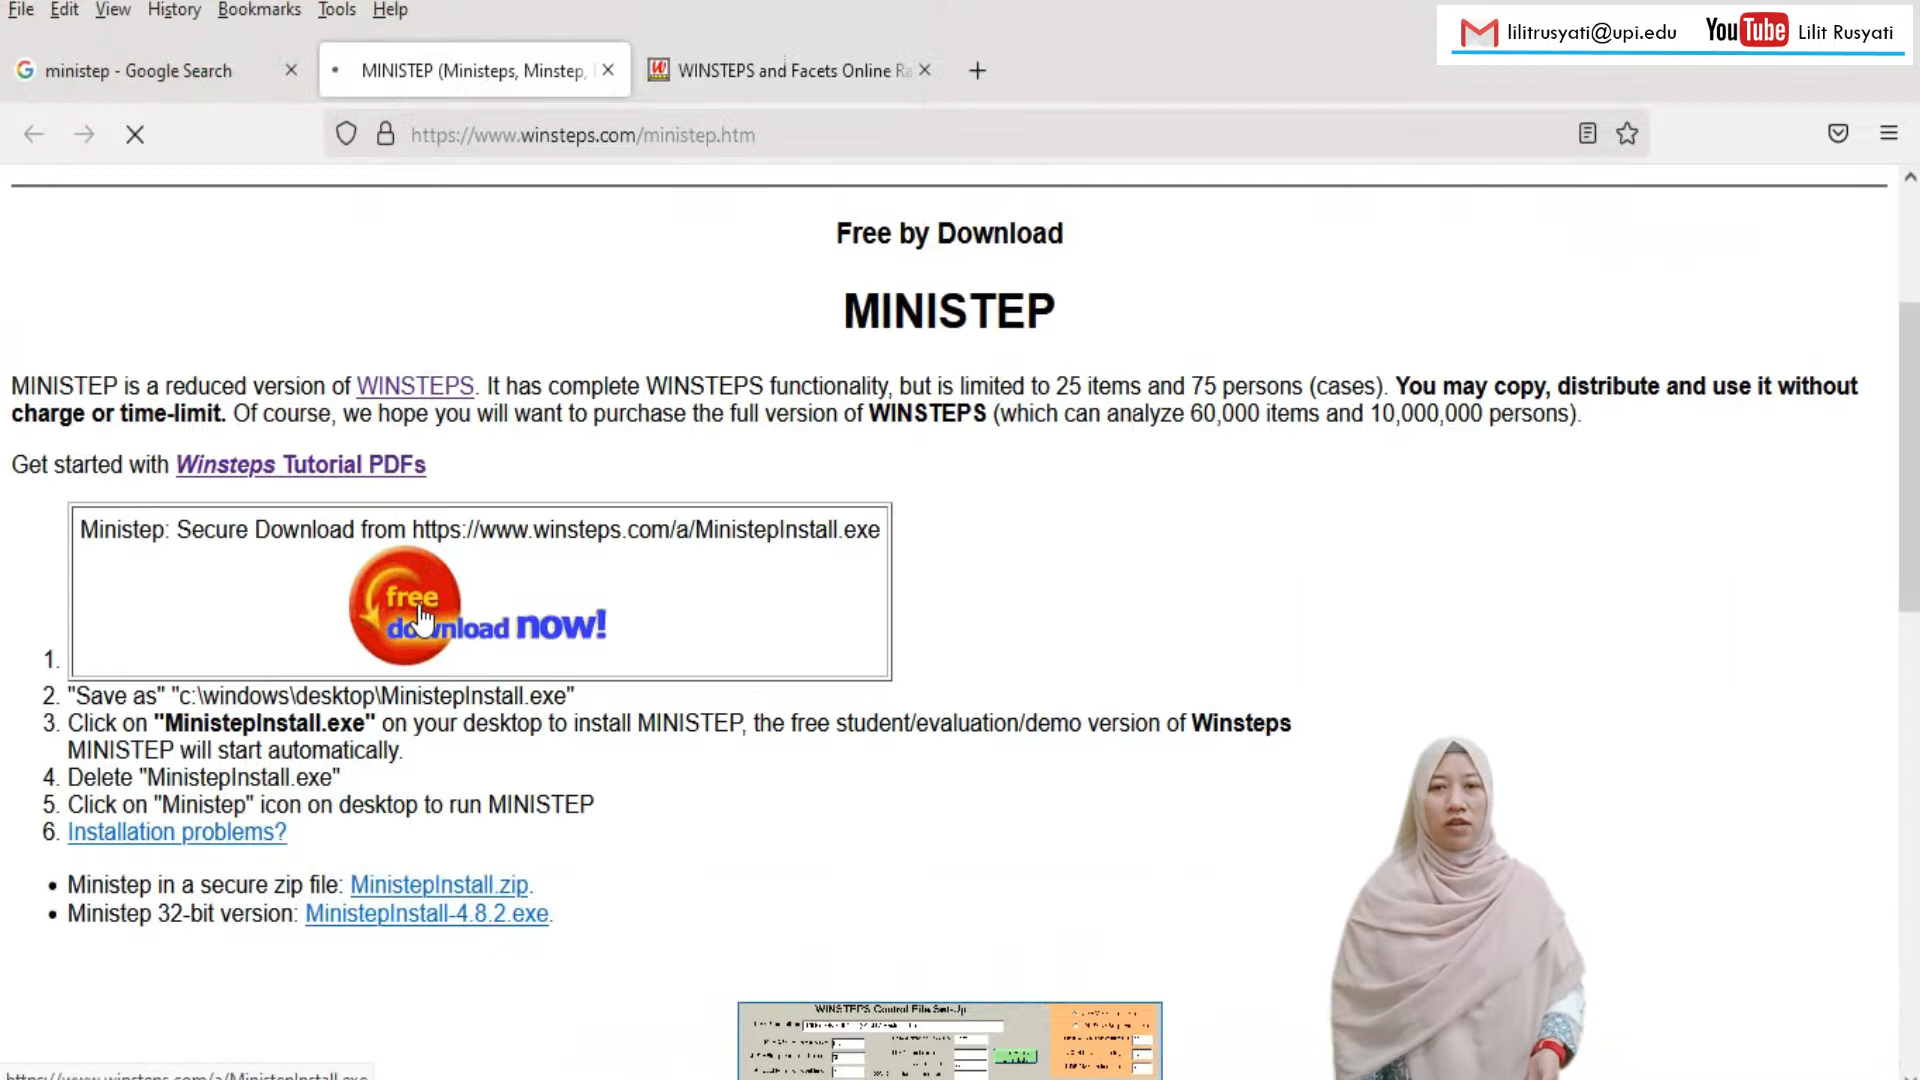 File Edit View History Bookmarks Tools Help
lilitrusyati@upi.edu YouTube Lilit Rusyati
ministep - Google Search MINISTEP (Ministeps, Minstep, WINSTEPS and Facets Online Ra
https://www.winsteps.com/ministep.htm
Free by Download
MINISTEP
MINISTEP is a reduced version of WINSTEPS. It has complete WINSTEPS functionality, but is limited to 25 items and 75 persons (cases). You may copy, distribute and use it without
charge or time-limit. Of course, we hope you will want to purchase the full version of WINSTEPS (which can analyze 60,000 items and 10,000,000 persons).
Get started with Winsteps Tutorial PDFs
Ministep: Secure Download from https://www.winsteps.com/a/MinistepInstall.exe
free
download now!
1.
2. "Save as" "c:\windows\desktop\MinistepInstall.exe"
3. Click on "MinistepInstall.exe" on your desktop to install MINISTEP, the free student/evaluation/demo version of Winsteps
MINISTEP will start automatically.
4. Delete "MinistepInstall.exe"
5. Click on "Ministep" icon on desktop to run MINISTEP
6. Installation problems?
• Ministep in a secure zip file: MinistepInstall.zip.
• Ministep 32-bit version: MinistepInstall-4.8.2.exe.
WINSTEPS Control File Set-Up
https://www.winsteps.com/a/MinistepInstall.exe